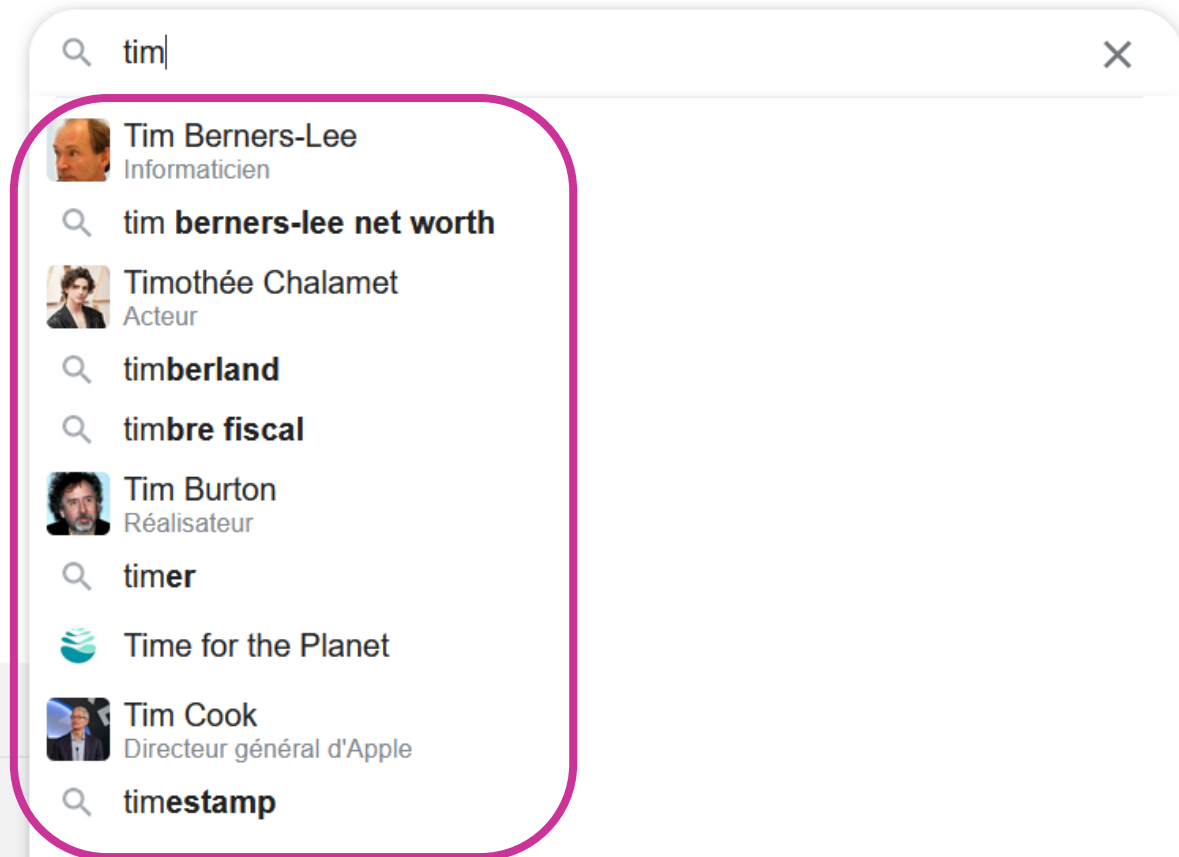 tim
Tim Berners-Lee
Informaticien
tim berners-lee net worth
Timothée Chalamet
Acteur
timberland
timbre fiscal
Tim Burton
Réalisateur
timer
Time for the Planet
Tim Cook
Directeur général d'Apple
timestamp